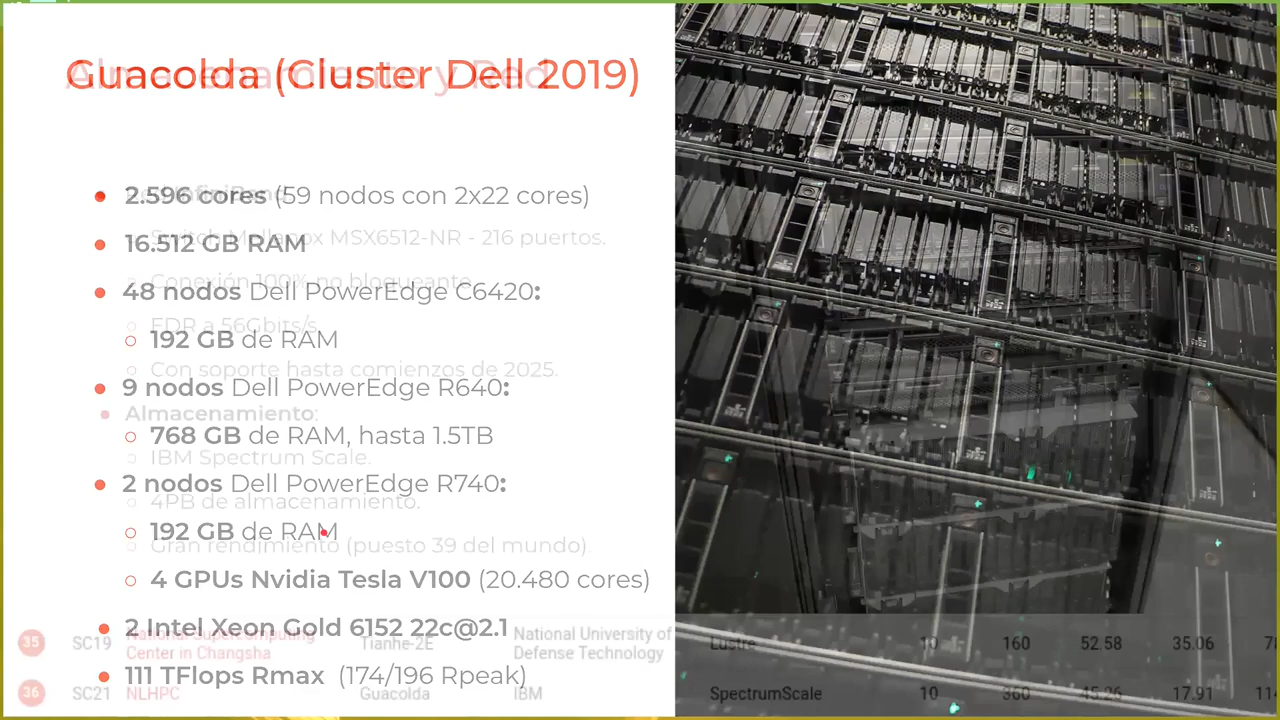 Guacolda (Cluster Dell 2019)
Almacenamiento y Red
2.596 cores (59 nodos con 2x22 cores)
Switch Mellanox MSX6512-NR - 216 puertos.
16.512 GB RAM
Conexión 100% no bloqueante.
48 nodos Dell PowerEdge C6420:
FDR a 56Gbits/s.
192 GB de RAM
Con soporte hasta comienzos de 2025.
9 nodos Dell PowerEdge R640:
Almacenamiento:
768 GB de RAM, hasta 1.5TB
IBM Spectrum Scale.
2 nodos Dell PowerEdge R740:
4PB de almacenamiento.
192 GB de RAM
Gran rendimiento (puesto 39 del mundo).
4 GPUs Nvidia Tesla V100 (20.480 cores)
2 Intel Xeon Gold 6152 22c@2.1
35 SC19 National Supercomputing Center in Changsha Tianhe-2E National University of Defense Technology Lustre 10 160 52.58 35.06
111 TFlops Rmax (174/196 Rpeak)
36 SC21 NLHPC Guacolda IBM SpectrumScale 10 360 45.26 17.91